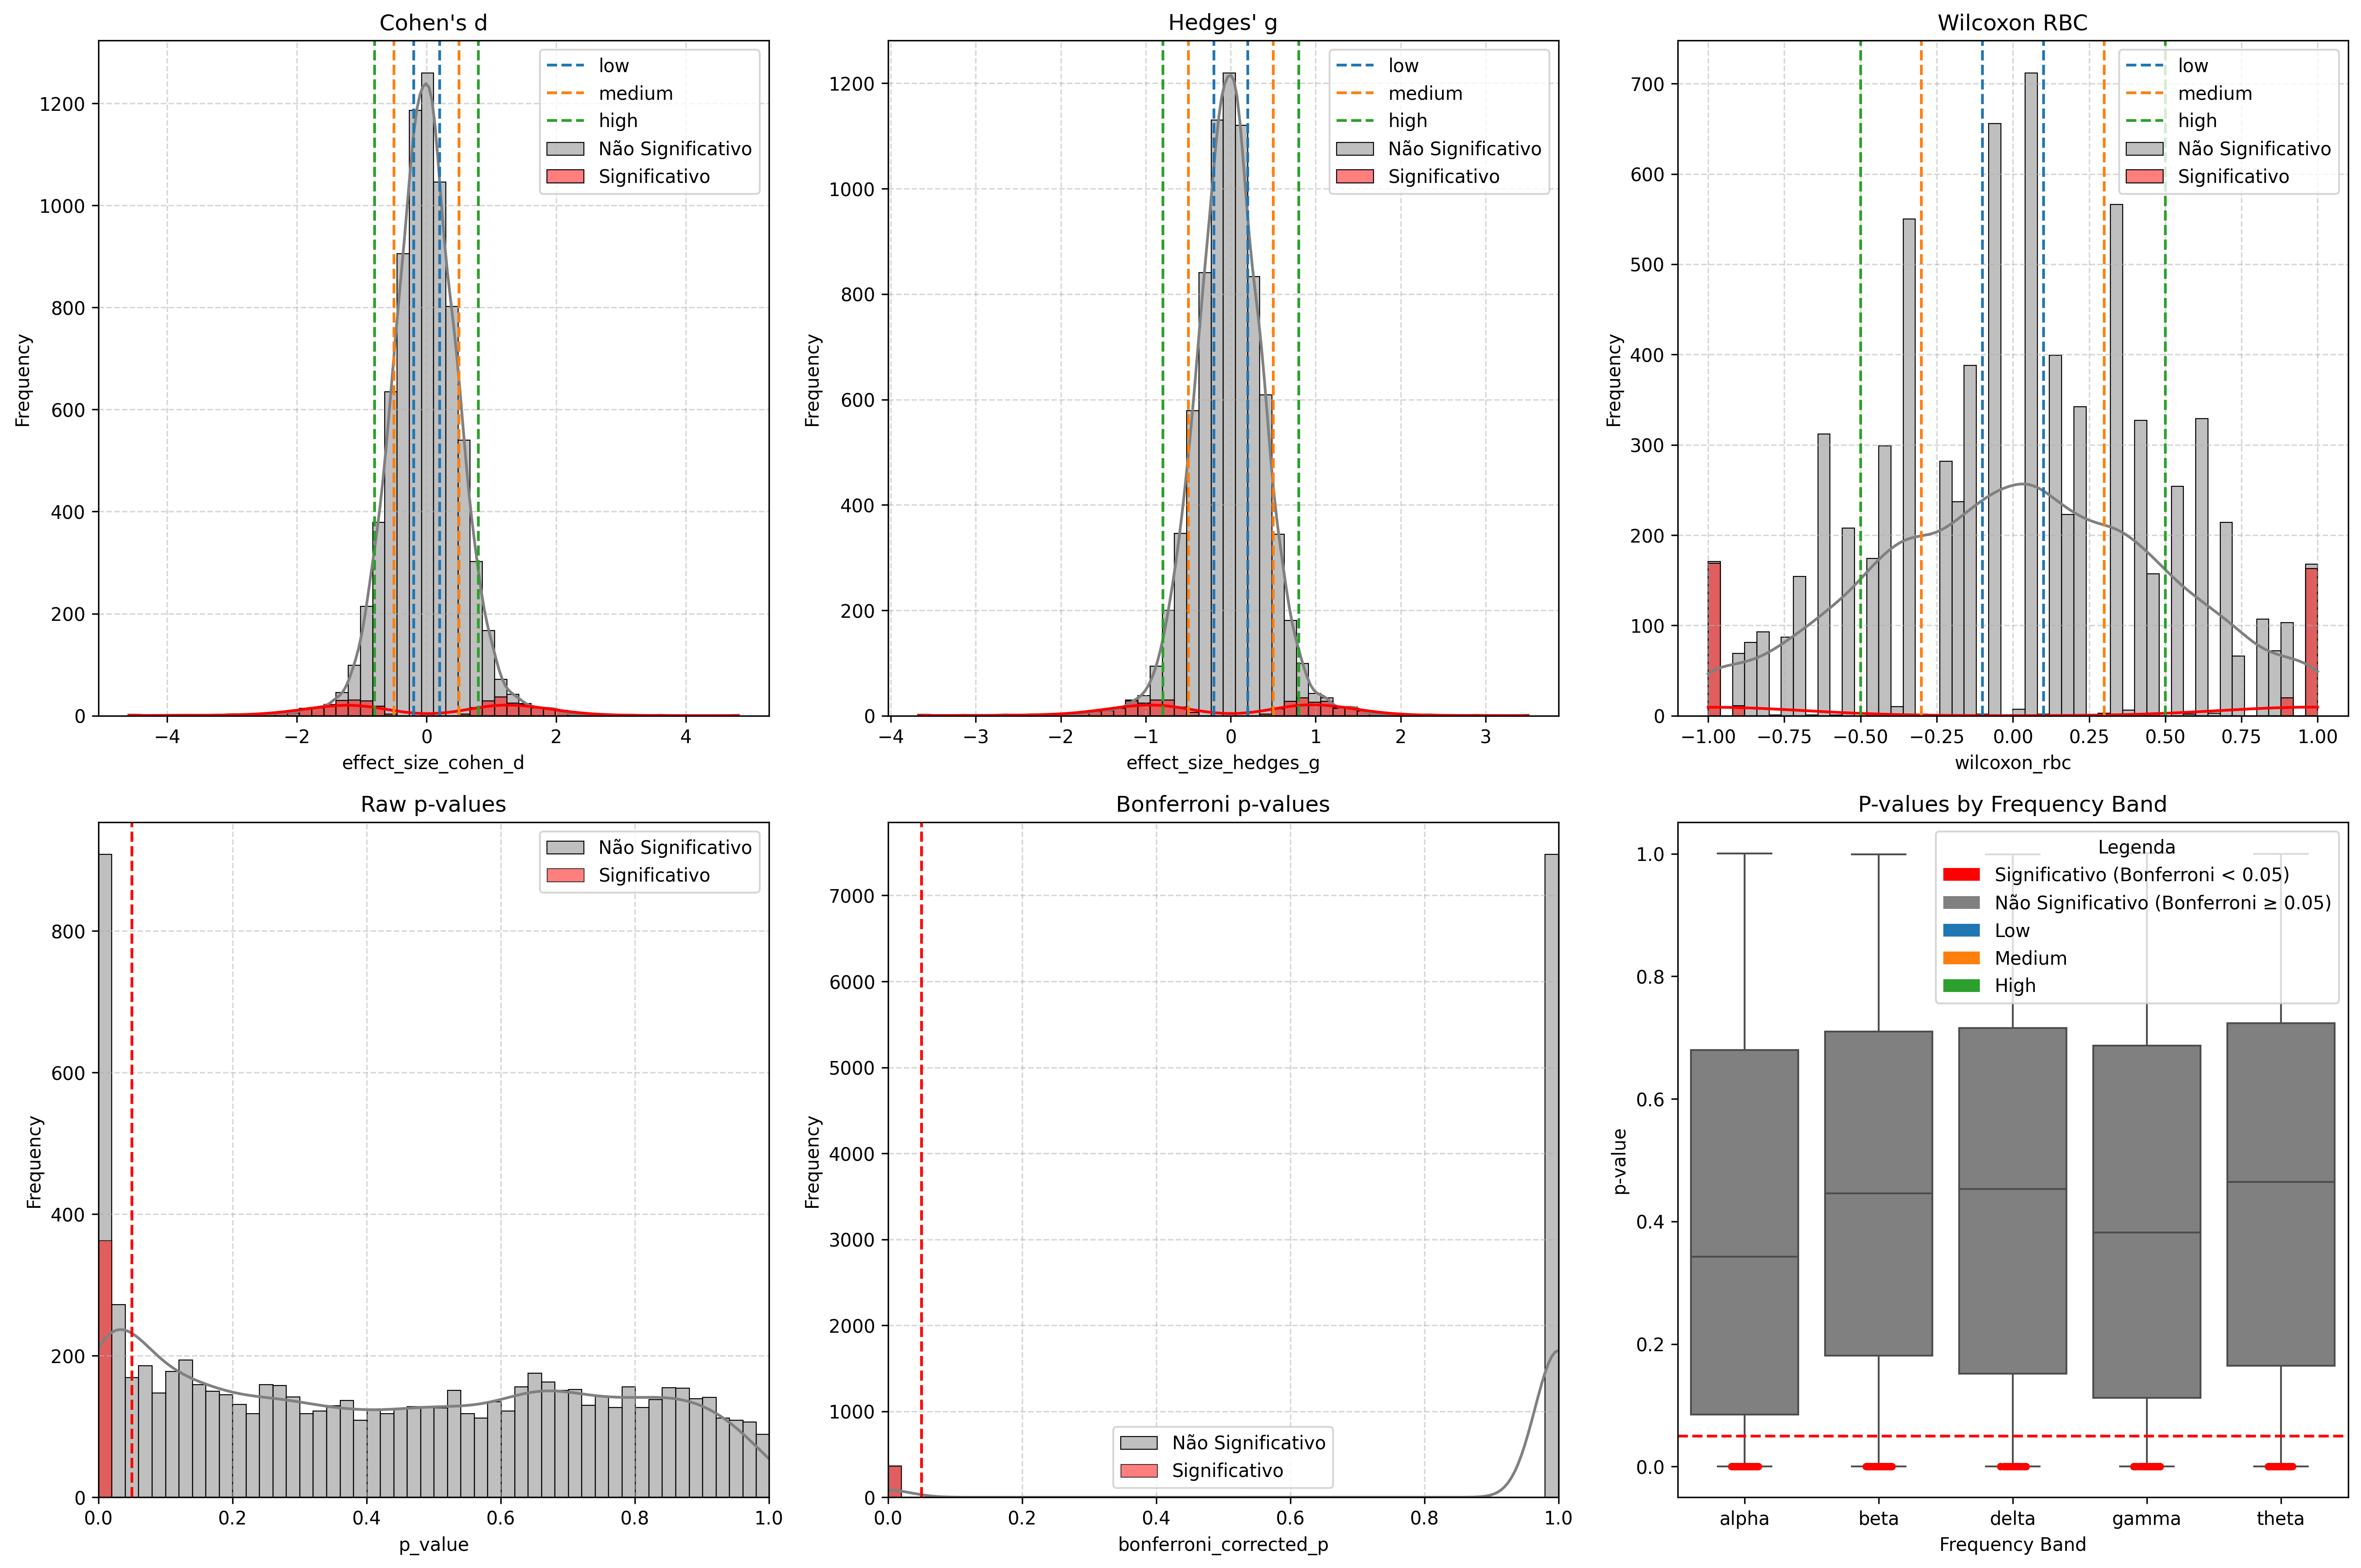 Cohen's d
low
medium
high
Não Significativo
Significativo
1200
1000
800
600
400
200
0
Frequency
−4
−2
0
2
4
effect_size_cohen_d
Hedges' g
low
medium
high
Não Significativo
Significativo
1200
1000
800
600
400
200
0
Frequency
−4
−3
−2
−1
0
1
2
3
effect_size_hedges_g
Wilcoxon RBC
low
medium
high
Não Significativo
Significativo
700
600
500
400
300
200
100
0
Frequency
−1.00
−0.75
−0.50
−0.25
0.00
0.25
0.50
0.75
1.00
wilcoxon_rbc
Raw p-values
Não Significativo
Significativo
800
600
400
200
0
Frequency
0.0
0.2
0.4
0.6
0.8
1.0
p_value
Bonferroni p-values
7000
6000
5000
4000
3000
2000
1000
0
Frequency
Não Significativo
Significativo
0.0
0.2
0.4
0.6
0.8
1.0
bonferroni_corrected_p
P-values by Frequency Band
Legenda
Significativo (Bonferroni < 0.05)
Não Significativo (Bonferroni ≥ 0.05)
Low
Medium
High
1.0
0.8
0.6
0.4
0.2
0.0
p-value
alpha
beta
delta
gamma
theta
Frequency Band